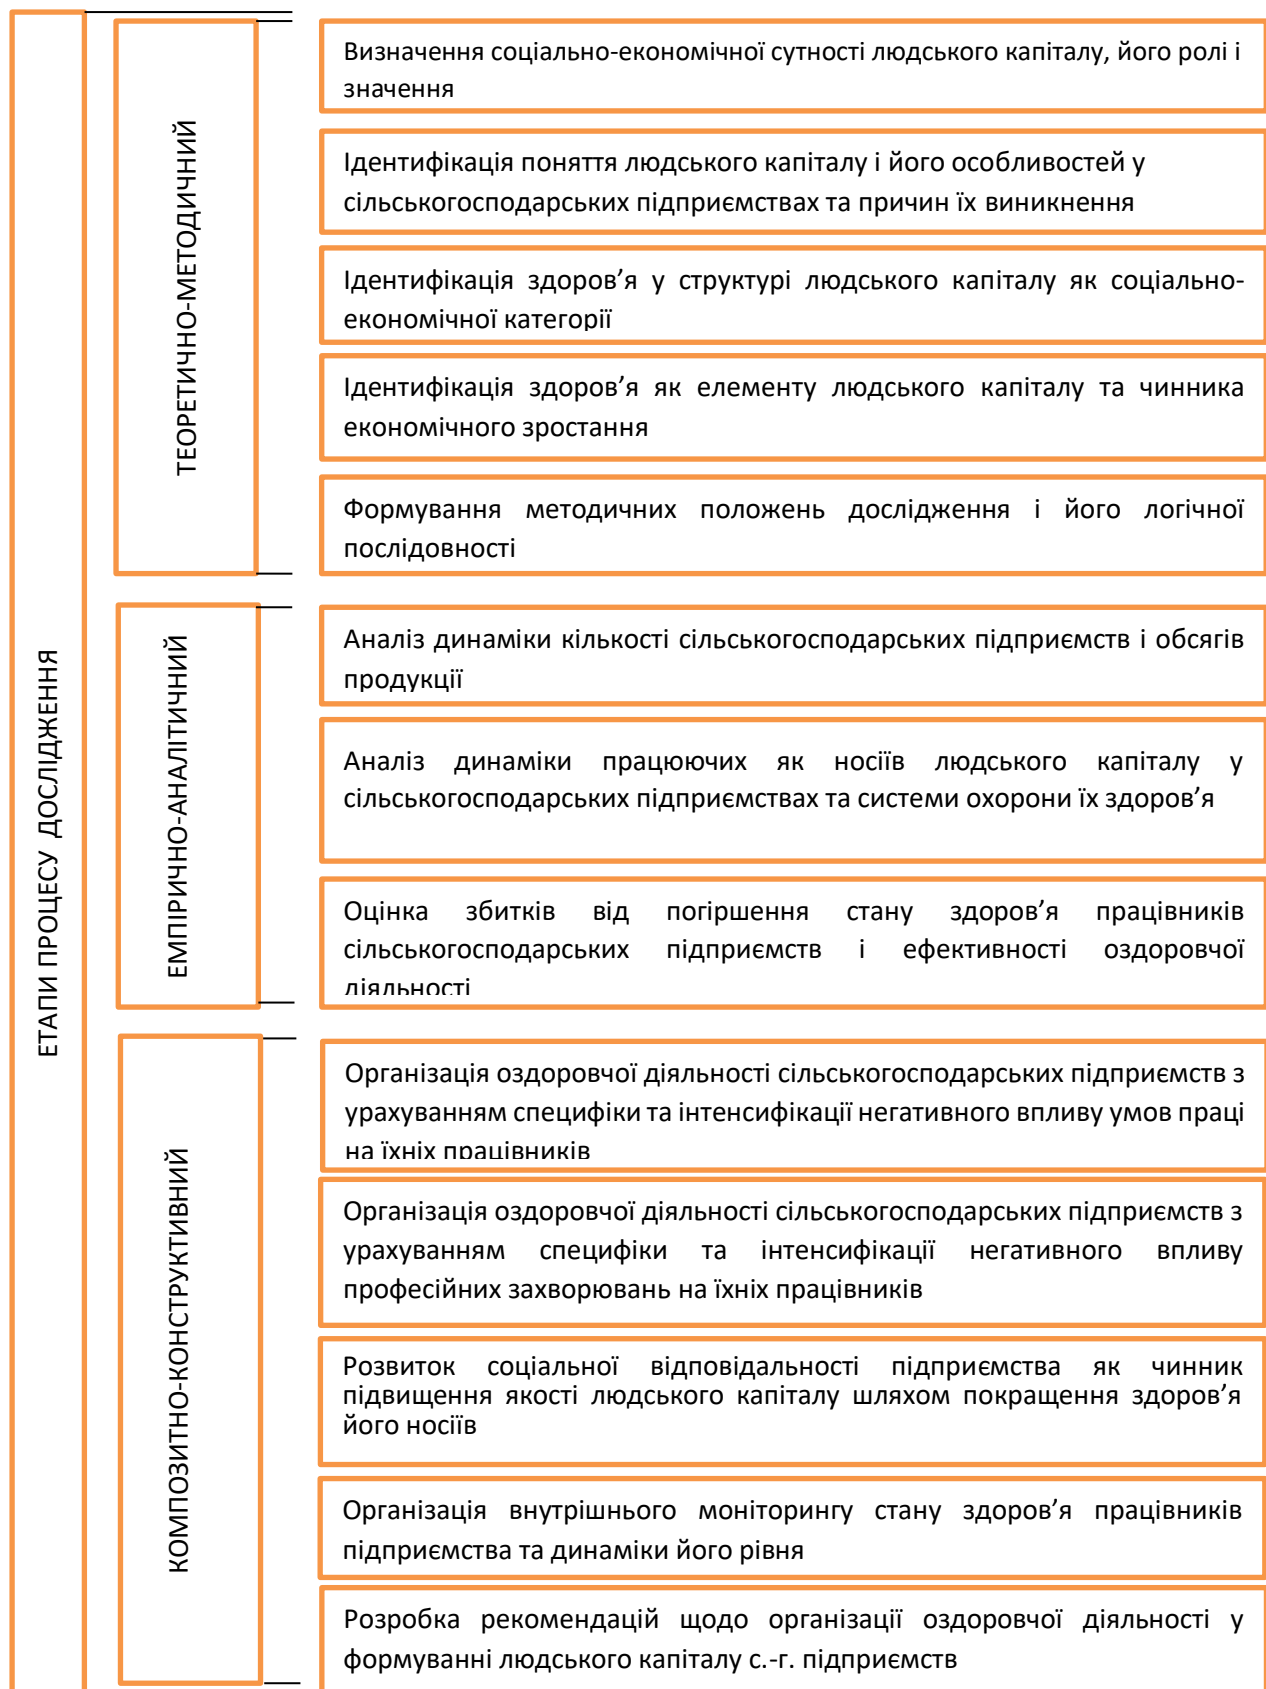 ЕТАПИ ПРОЦЕСУ ДОСЛІДЖЕННЯ
ТЕОРЕТИЧНО-МЕТОДИЧНИЙ
Визначення соціально-економічної сутності людського капіталу, його ролі і
значення
Ідентифікація поняття людського капіталу і його особливостей у
сільськогосподарських підприємствах та причин їх виникнення
Ідентифікація здоров’я у структурі людського капіталу як соціально-
економічної категорії
Ідентифікація здоров’я як елементу людського капіталу та чинника
економічного зростання
Формування методичних положень дослідження і його логічної
послідовності
ЕМПІРИЧНО-АНАЛІТИЧНИЙ
Аналіз динаміки кількості сільськогосподарських підприємств і обсягів
продукції
Аналіз динаміки працюючих як носіїв людського капіталу у
сільськогосподарських підприємствах та системи охорони їх здоров’я
Оцінка збитків від погіршення стану здоров’я працівників
сільськогосподарських підприємств і ефективності оздоровчої
діяльності
КОМПОЗИТНО-КОНСТРУКТИВНИЙ
Організація оздоровчої діяльності сільськогосподарських підприємств з
урахуванням специфіки та інтенсифікації негативного впливу умов праці
на їхніх працівників
Організація оздоровчої діяльності сільськогосподарських підприємств з
урахуванням специфіки та інтенсифікації негативного впливу
професійних захворювань на їхніх працівників
Розвиток соціальної відповідальності підприємства як чинник
підвищення якості людського капіталу шляхом покращення здоров’я
його носіїв
Організація внутрішнього моніторингу стану здоров’я працівників
підприємства та динаміки його рівня
Розробка рекомендацій щодо організації оздоровчої діяльності у
формуванні людського капіталу с.-г. підприємств